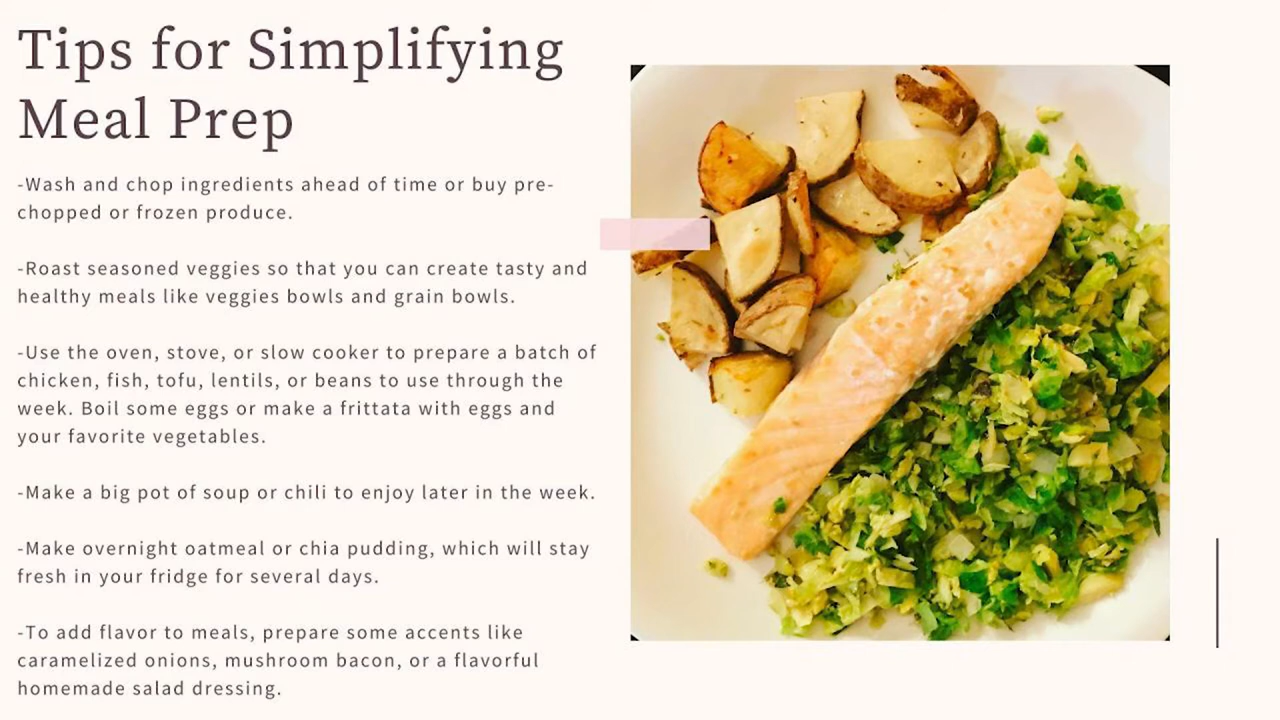 Tips for Simplifying
Meal Prep
-Wash and chop ingredients ahead of time or buy pre-
chopped or frozen produce.
-Roast seasoned veggies so that you can create tasty and
healthy meals like veggies bowls and grain bowls.
-Use the oven, stove, or slow cooker to prepare a batch of
chicken, fish, tofu, lentils, or beans to use through the
week. Boil some eggs or make a frittata with eggs and
your favorite vegetables.
-Make a big pot of soup or chili to enjoy later in the week.
-Make overnight oatmeal or chia pudding, which will stay
fresh in your fridge for several days.
-To add flavor to meals, prepare some accents like
caramelized onions, mushroom bacon, or a flavorful
homemade salad dressing.